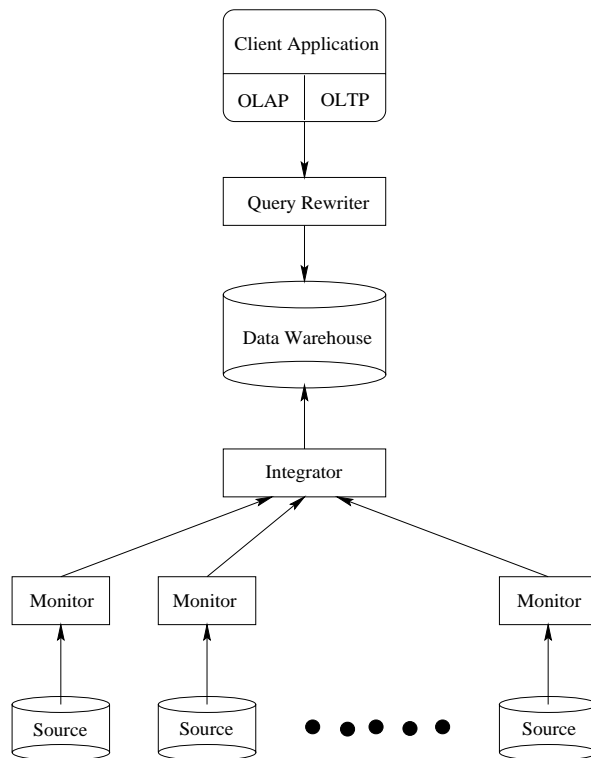 Client Application
OLAP OLTP
Query Rewriter
Data Warehouse
Integrator
Monitor Monitor Monitor
Source Source Source